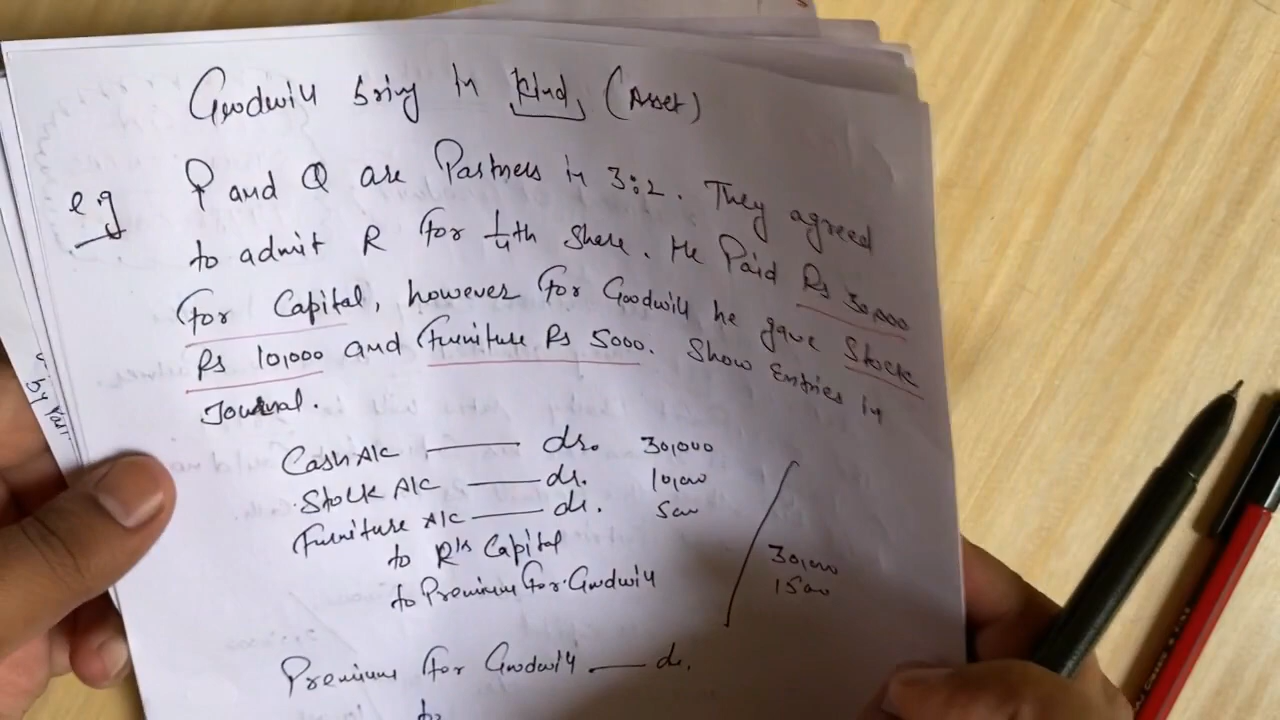 Goodwill bring in Kind, (Asset)
e.g P and Q are Partners in 3:2. They agreed
to admit R for 1/4th Share. He Paid Rs 30,000
for Capital, however for Goodwill he gave Stock
Rs 10,000 and furniture Rs 5000. Show Entries in
Journal.
Cash A/c —— dr. 30,000
Stock A/c —— dr. 10,000
Furniture A/c —— dr. 5000
to R's Capital 30,000
to Premium for Goodwill 15000
Premium for Goodwill —— dr.
to
by